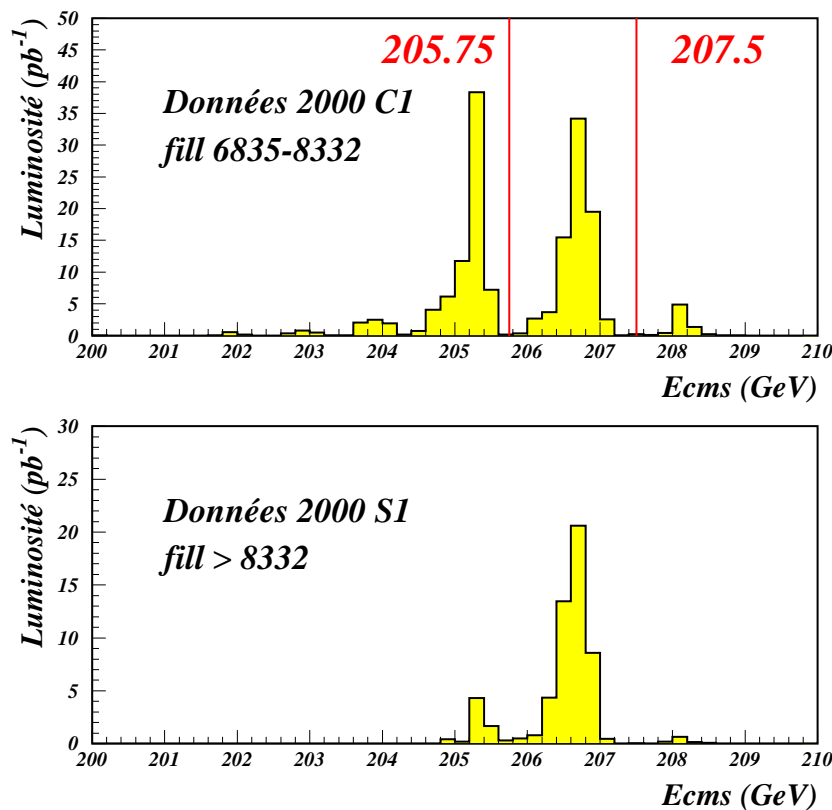 50
45
40
35
30
25
20
15
10
5
0
Luminosité (pb-1)
205.75
207.5
Données 2000 C1
fill 6835-8332
200 201 202 203 204 205 206 207 208 209 210
Ecms (GeV)
30
25
20
15
10
5
0
Luminosité (pb-1)
Données 2000 S1
fill > 8332
200 201 202 203 204 205 206 207 208 209 210
Ecms (GeV)